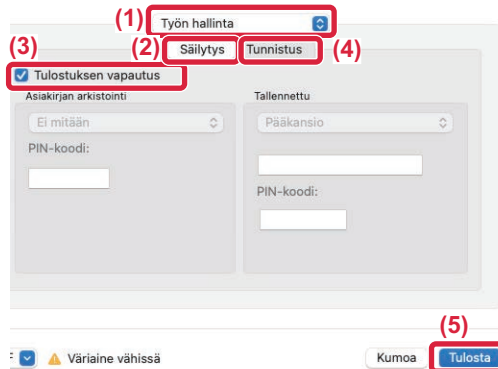 (1) Työn hallinta
(3) (2) Säilytys Tunnistus (4)
Tulostuksen vapautus
Asiakirjan arkistointi Tallennettu
Ei mitään Pääkansio
PIN-koodi:
PIN-koodi:
(5)
F Väriaine vähissä Kumoa Tulosta